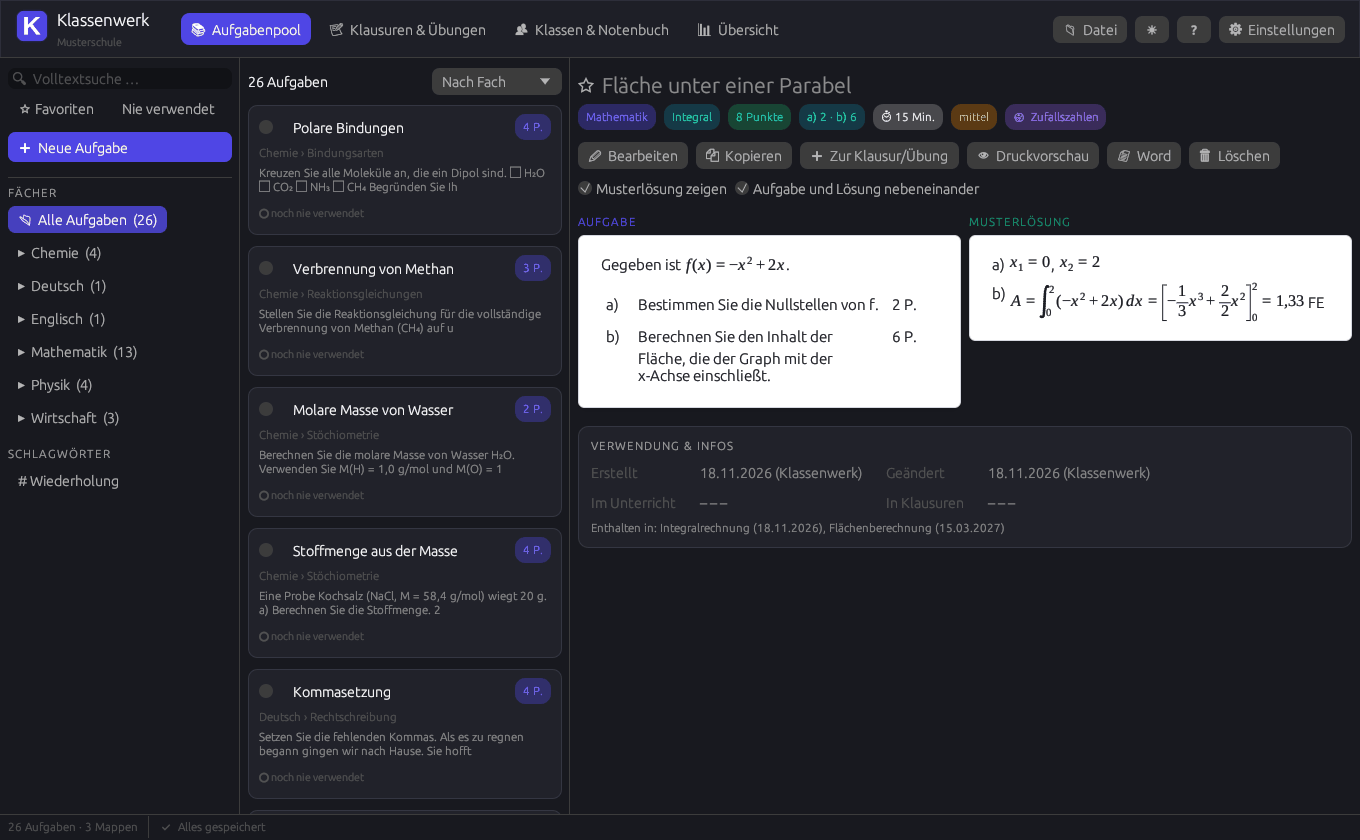 K Klassenwerk
Musterschule
Aufgabenpool
Klausuren & Übungen
Klassen & Notenbuch
Übersicht
Datei
?
Einstellungen
Volltextsuche ...
☆ Favoriten
Nie verwendet
+ Neue Aufgabe
FÄCHER
Alle Aufgaben (26)
▸ Chemie (4)
▸ Deutsch (1)
▸ Englisch (1)
▸ Mathematik (13)
▸ Physik (4)
▸ Wirtschaft (3)
SCHLAGWÖRTER
# Wiederholung
26 Aufgaben
Nach Fach
Polare Bindungen
4 P.
Chemie › Bindungsarten
Kreuzen Sie alle Moleküle an, die ein Dipol sind. ☐ H₂O
☐ CO₂ ☐ NH₃ ☐ CH₄ Begründen Sie Ih
noch nie verwendet
Verbrennung von Methan
3 P.
Chemie › Reaktionsgleichungen
Stellen Sie die Reaktionsgleichung für die vollständige
Verbrennung von Methan (CH₄) auf u
noch nie verwendet
Molare Masse von Wasser
2 P.
Chemie › Stöchiometrie
Berechnen Sie die molare Masse von Wasser H₂O.
Verwenden Sie M(H) = 1,0 g/mol und M(O) = 1
noch nie verwendet
Stoffmenge aus der Masse
4 P.
Chemie › Stöchiometrie
Eine Probe Kochsalz (NaCl, M = 58,4 g/mol) wiegt 20 g.
a) Berechnen Sie die Stoffmenge. 2
noch nie verwendet
Kommasetzung
4 P.
Deutsch › Rechtschreibung
Setzen Sie die fehlenden Kommas. Als es zu regnen
begann gingen wir nach Hause. Sie hofft
noch nie verwendet
☆ Fläche unter einer Parabel
Mathematik
Integral
8 Punkte
a) 2 · b) 6
15 Min.
mittel
Zufallszahlen
Bearbeiten
Kopieren
+ Zur Klausur/Übung
Druckvorschau
Word
Löschen
✓ Musterlösung zeigen
✓ Aufgabe und Lösung nebeneinander
AUFGABE
Gegeben ist f(x) = −x² + 2x.
a) Bestimmen Sie die Nullstellen von f. 2 P.
b) Berechnen Sie den Inhalt der 6 P.
Fläche, die der Graph mit der
x-Achse einschließt.
MUSTERLÖSUNG
a) x₁ = 0, x₂ = 2
b) A = ∫₀² (−x² + 2x) dx = [−1/3 x³ + 2/2 x²]₀² = 1,33 FE
VERWENDUNG & INFOS
Erstellt 18.11.2026 (Klassenwerk) Geändert 18.11.2026 (Klassenwerk)
Im Unterricht – – – In Klausuren – – –
Enthalten in: Integralrechnung (18.11.2026), Flächenberechnung (15.03.2027)
26 Aufgaben · 3 Mappen
✓ Alles gespeichert